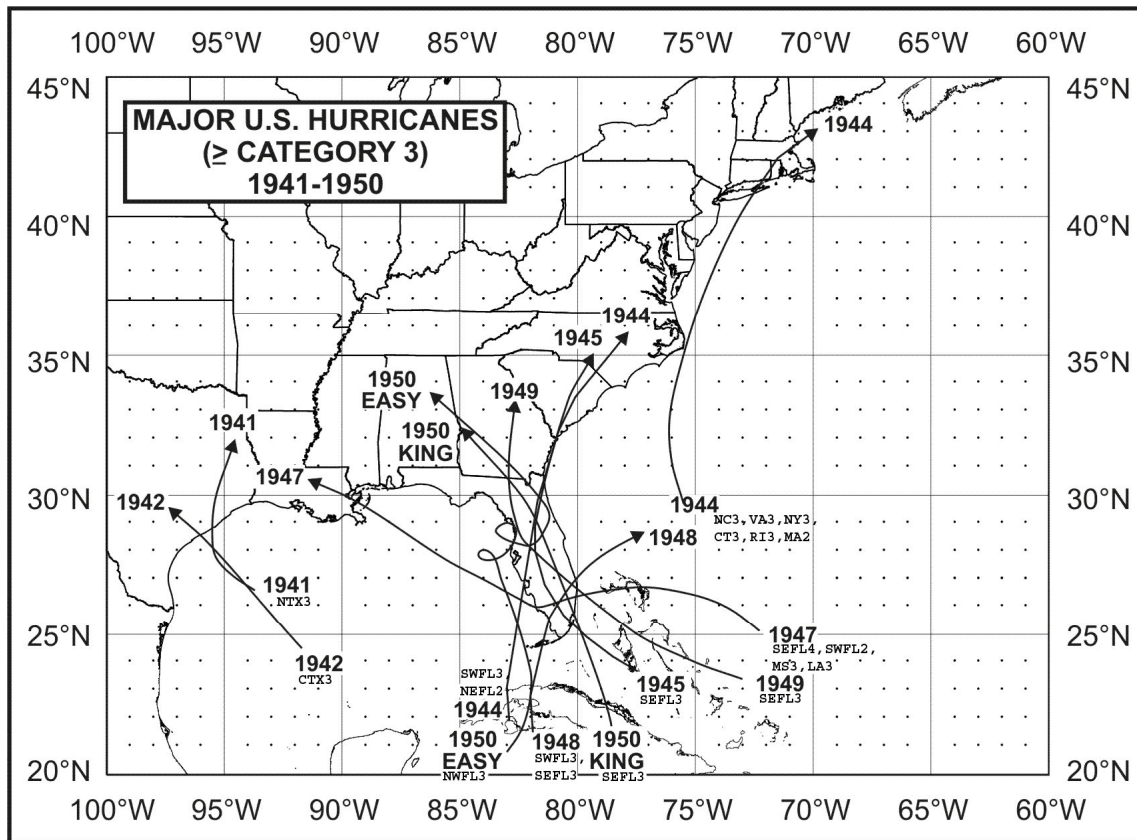 100°W 95°W 90°W 85°W 80°W 75°W 70°W 65°W 60°W
45°N 45°N
MAJOR U.S. HURRICANES
(≥ CATEGORY 3)
1941-1950
1944
40°N 40°N
1944
1945
35°N 35°N
1950
EASY
1949
1941
1950
KING
1947
1942
30°N 30°N
1944
NC3,VA3,NY3,
CT3,RI3,MA2
1948
1941
NTX3
25°N 25°N
1947
SEFL4,SWFL2,
MS3,LA3
1942
CTX3
SWFL3
NEFL2
1944
1945
SEFL3
1949
SEFL3
1950
EASY
NWFL3
1948
SWFL3,
SEFL3
1950
KING
SEFL3
20°N 20°N
100°W 95°W 90°W 85°W 80°W 75°W 70°W 65°W 60°W